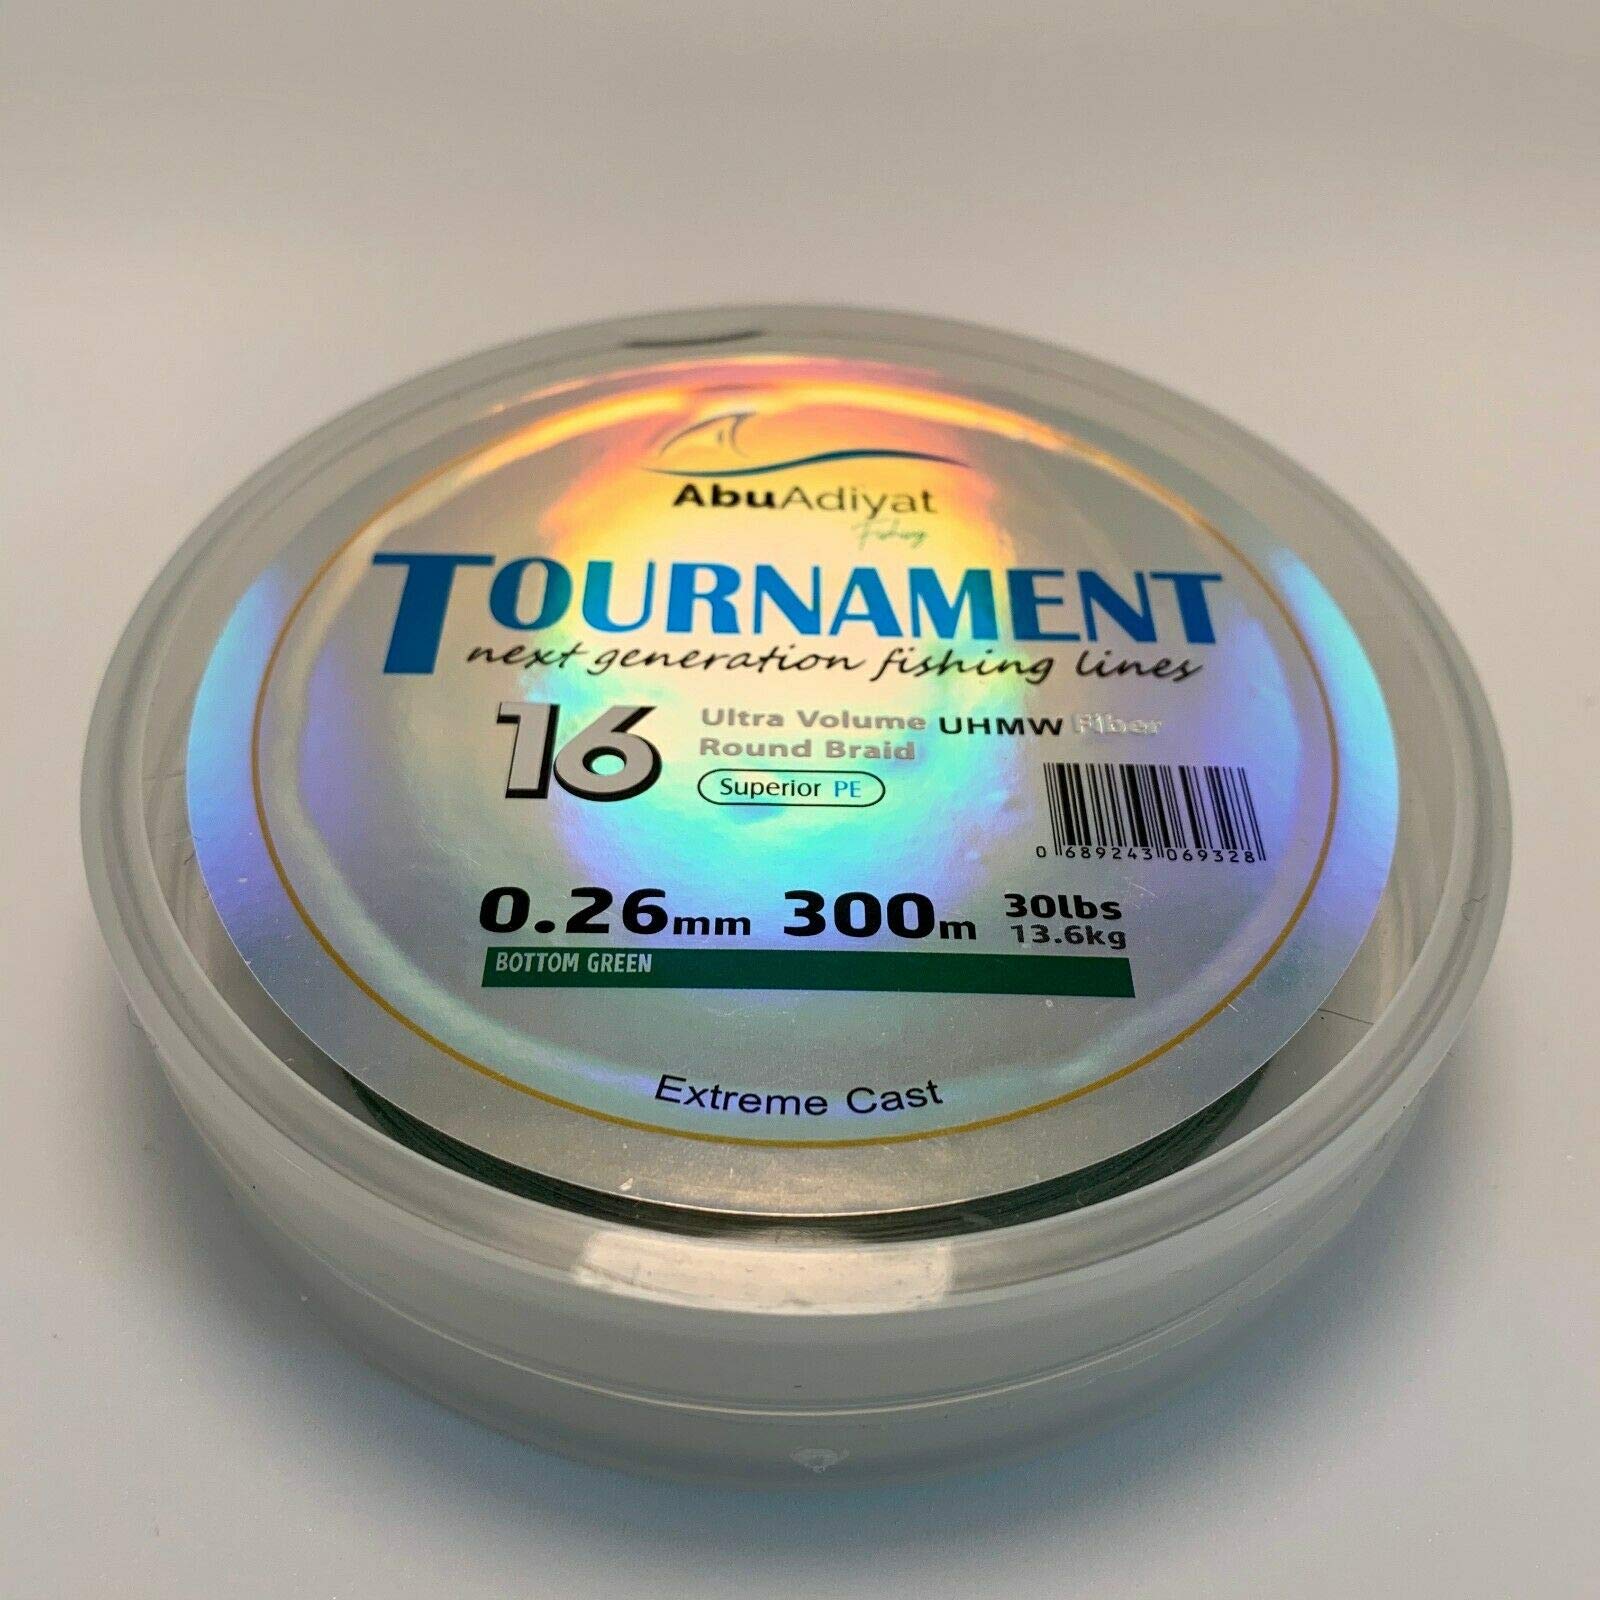 AbuAdiyat
Fishing
TOURNAMENT
next generation fishing lines
16
Ultra Volume UHMW Fiber
Round Braid
Superior PE
0 689243 069328
0.26mm 300m 30lbs
13.6kg
BOTTOM GREEN
Extreme Cast